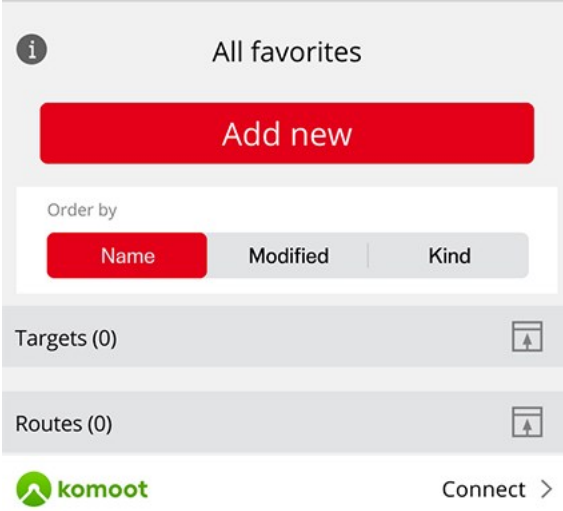 All favorites
Add new
Order by
Name Modified Kind
Targets (0)
Routes (0)
komoot Connect